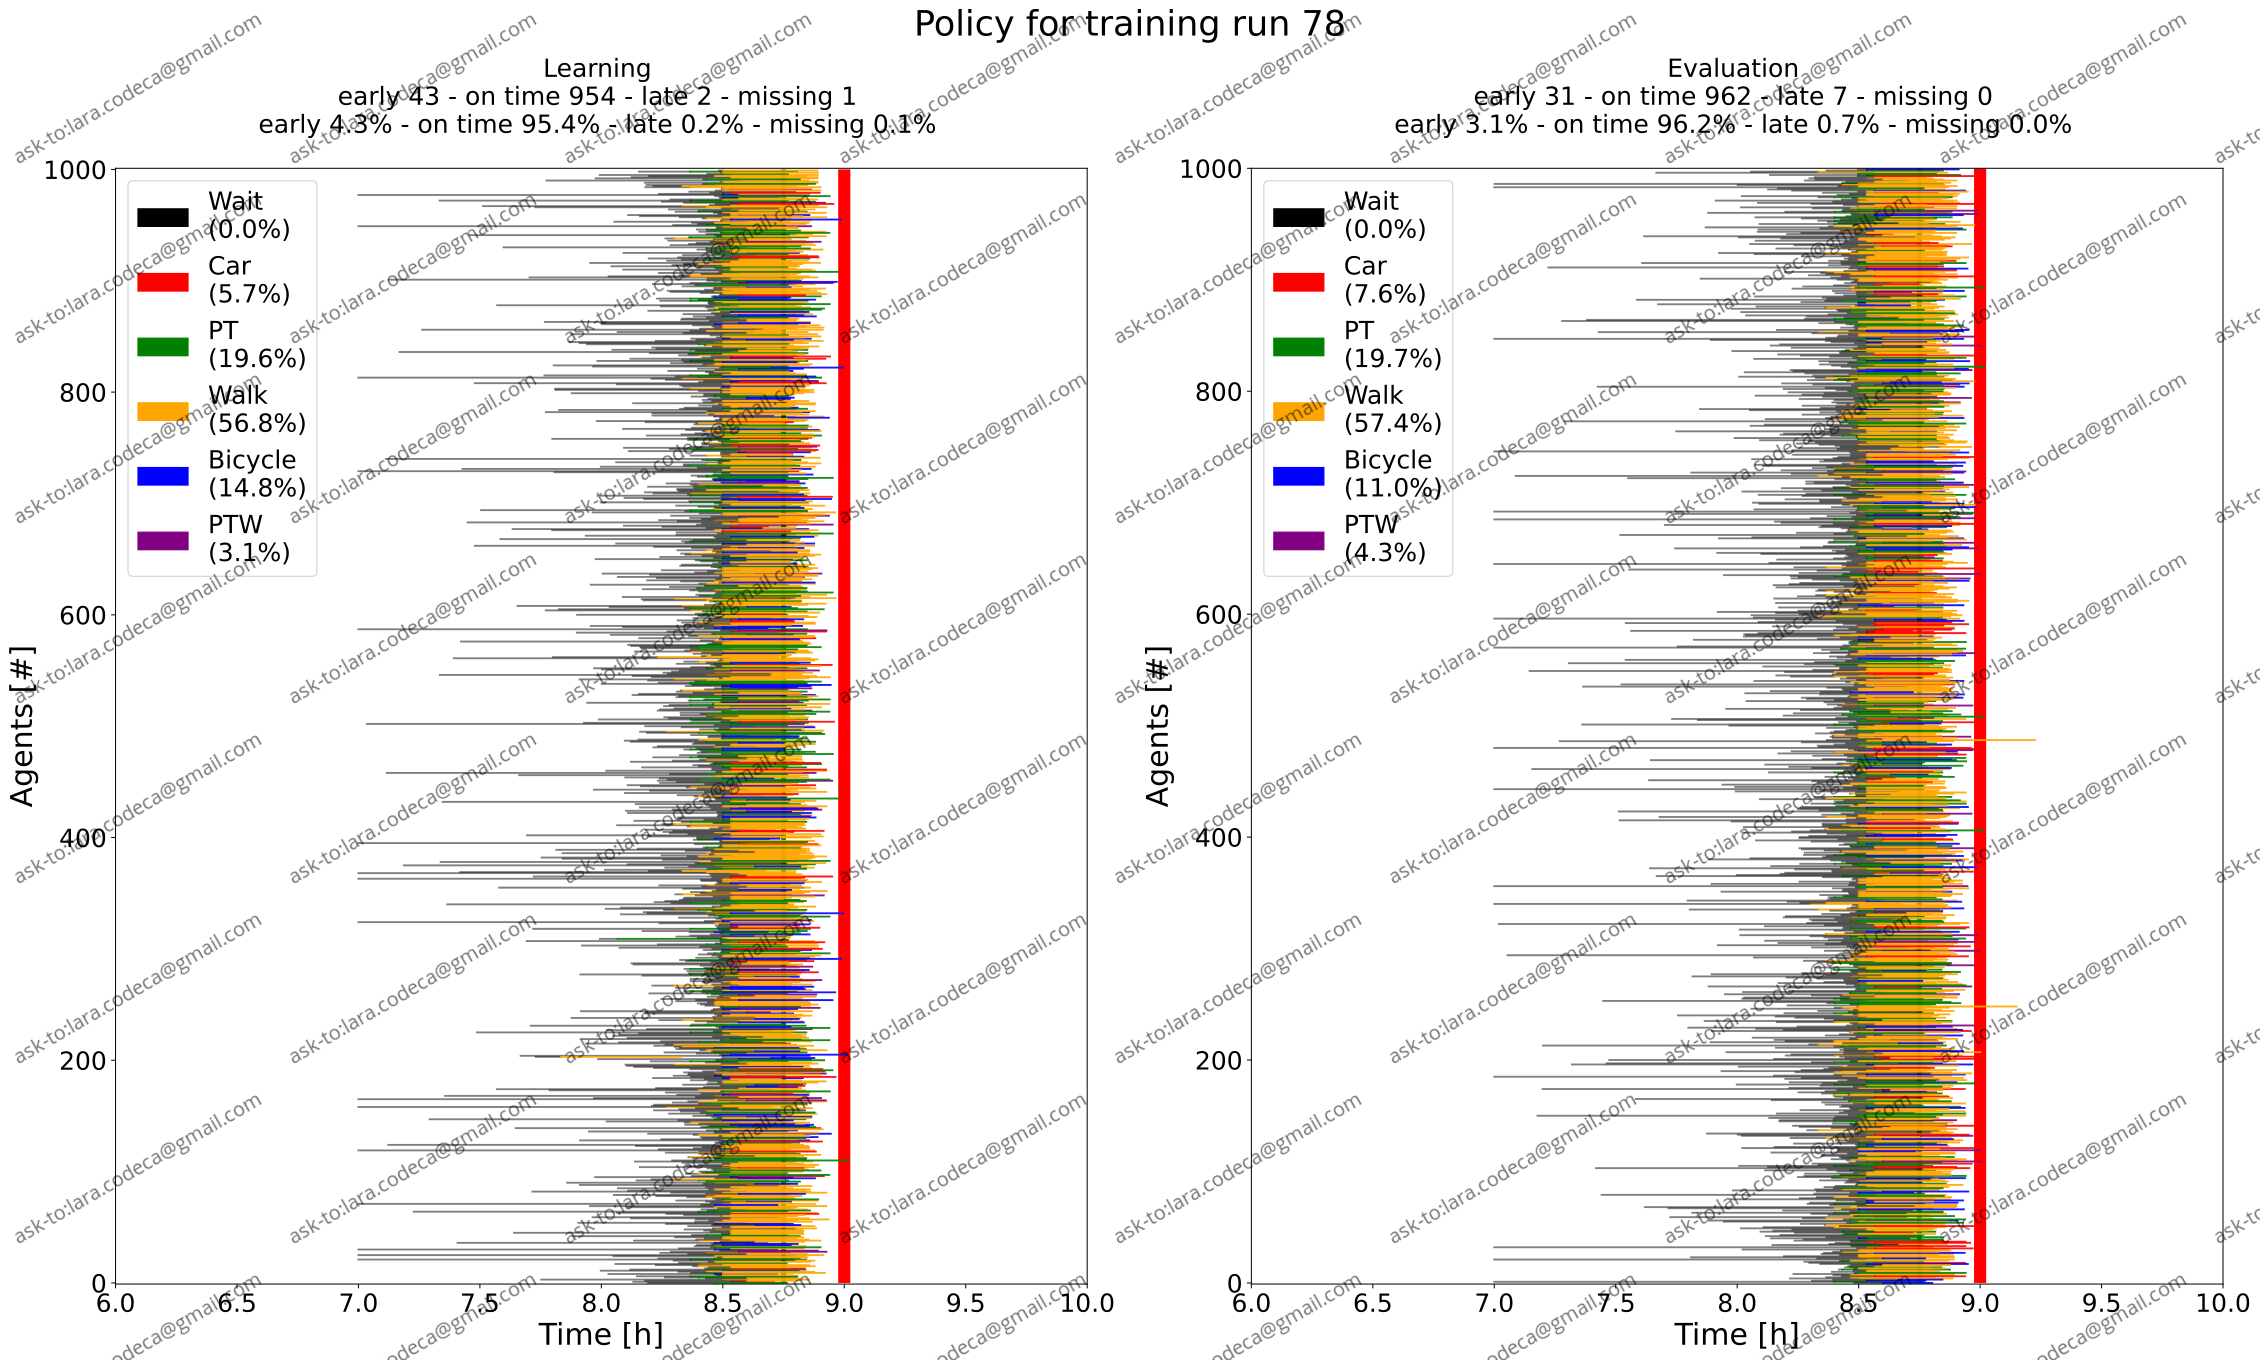 Policy for training run 78
Learning
early 43 - on time 954 - late 2 - missing 1
early 4.3% - on time 95.4% - late 0.2% - missing 0.1%
Wait
(0.0%)
Car
(5.7%)
PT
(19.6%)
Walk
(56.8%)
Bicycle
(14.8%)
PTW
(3.1%)
Agents [#]
1000
800
600
400
200
0
6.0 6.5 7.0 7.5 8.0 8.5 9.0 9.5 10.0
Time [h]
Evaluation
early 31 - on time 962 - late 7 - missing 0
early 3.1% - on time 96.2% - late 0.7% - missing 0.0%
Wait
(0.0%)
Car
(7.6%)
PT
(19.7%)
Walk
(57.4%)
Bicycle
(11.0%)
PTW
(4.3%)
Agents [#]
1000
800
600
400
200
0
6.0 6.5 7.0 7.5 8.0 8.5 9.0 9.5 10.0
Time [h]
ask-to:lara.codeca@gmail.com